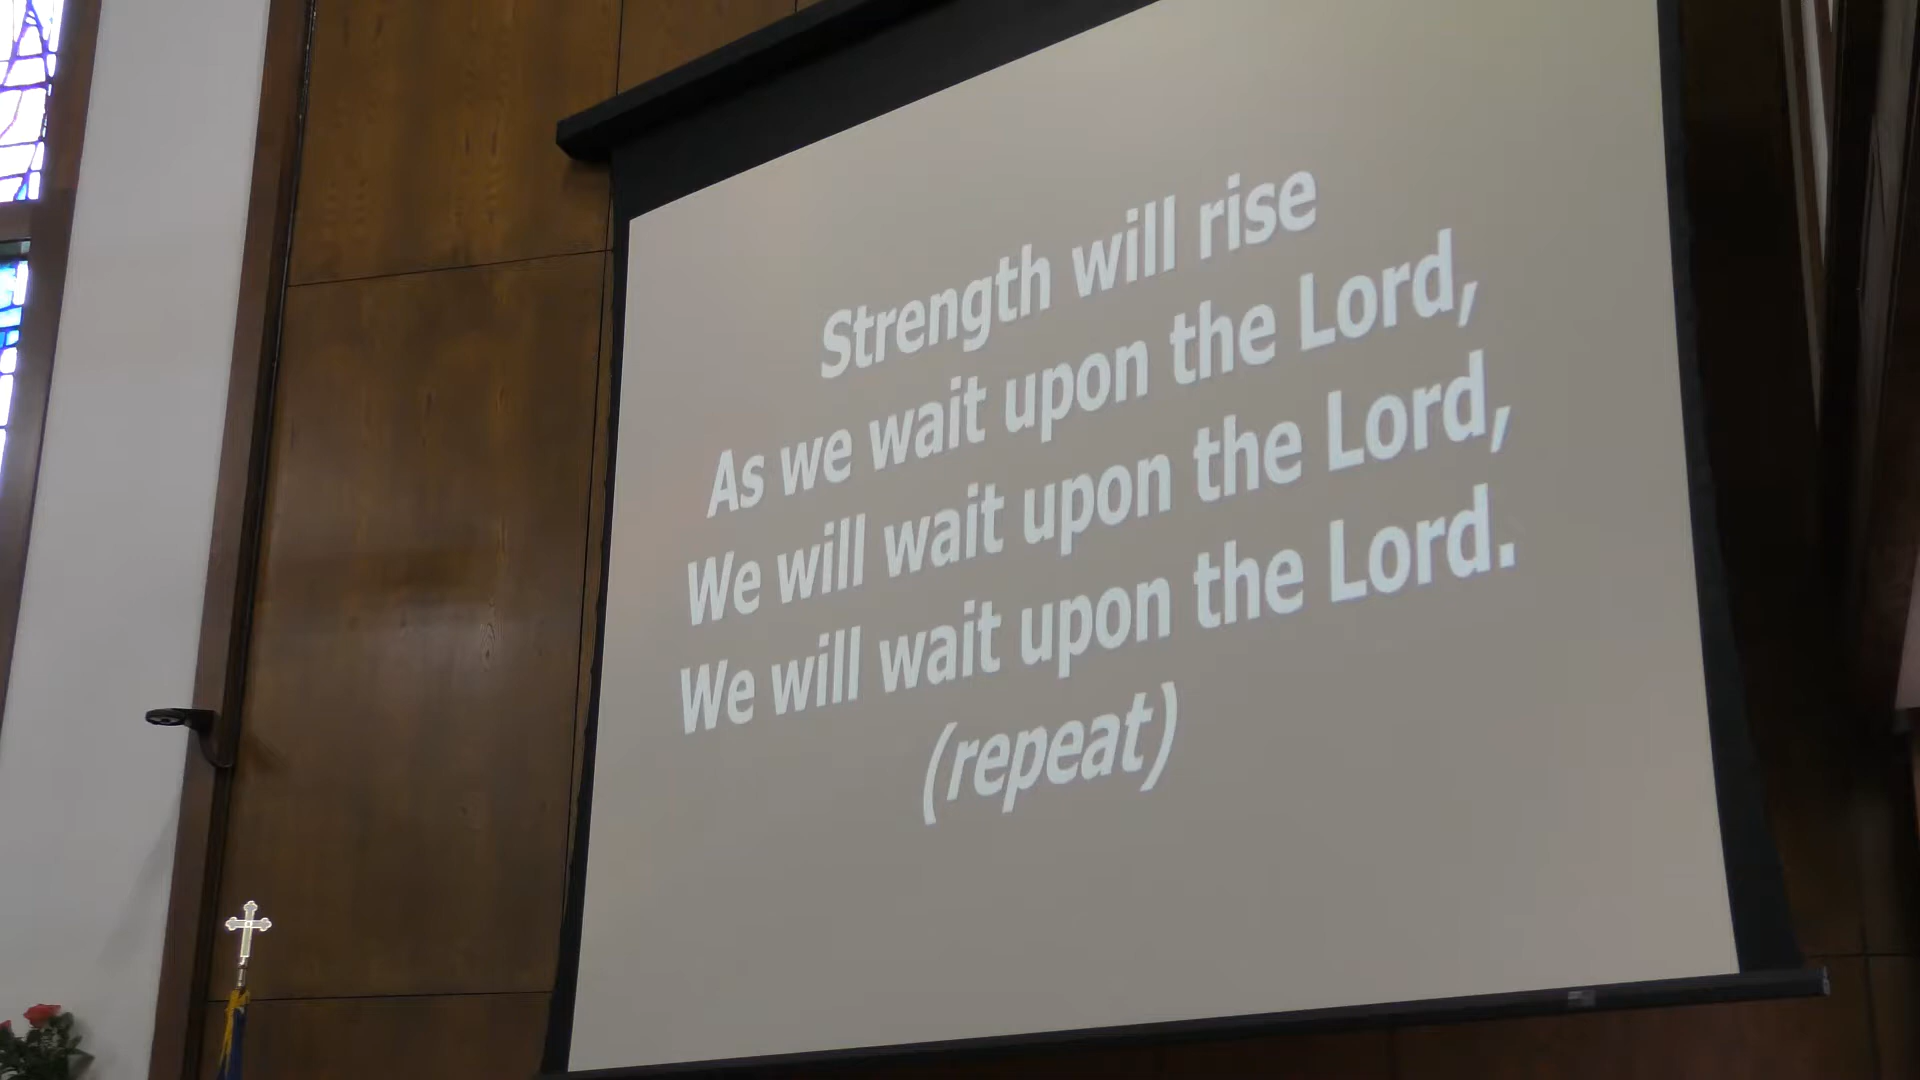 Strength will rise
As we wait upon the Lord,
We will wait upon the Lord,
We will wait upon the Lord.
(repeat)